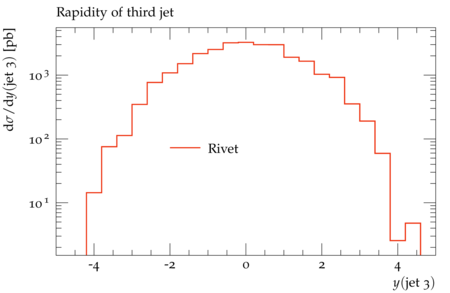 Rapidity of third jet
dσ/dy(jet 3) [pb]
10³
10²
10¹
Rivet
-4 -2 0 2 4
y(jet 3)